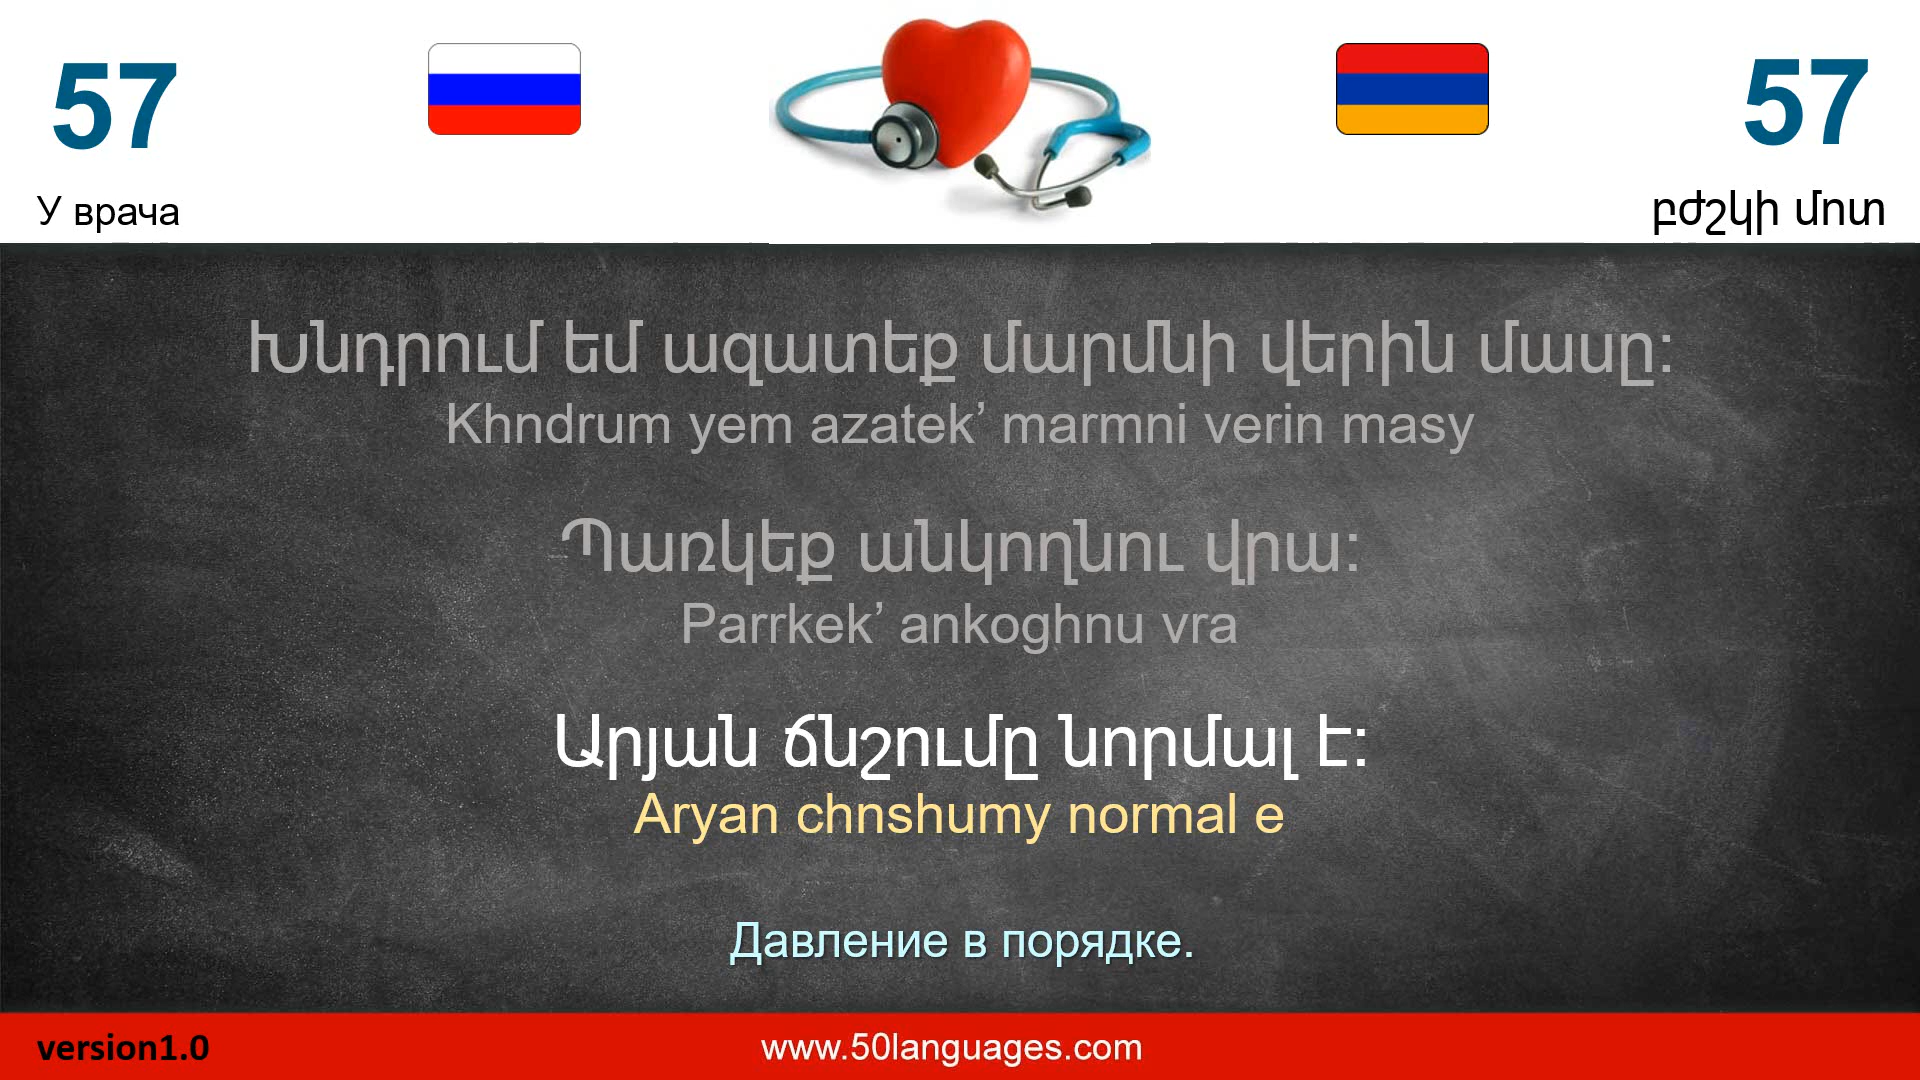 57
57
У врача
բժշկի մոտ
Խնդրում եմ ազատեք մարմնի վերին մասը:
Khndrum yem azatek’ marmni verin masy
Պառկեք անկողնու վրա:
Parrkek’ ankoghnu vra
Արյան ճնշումը նորմալ է:
Aryan chnshumy normal e
Давление в порядке.
version1.0
www.50languages.com